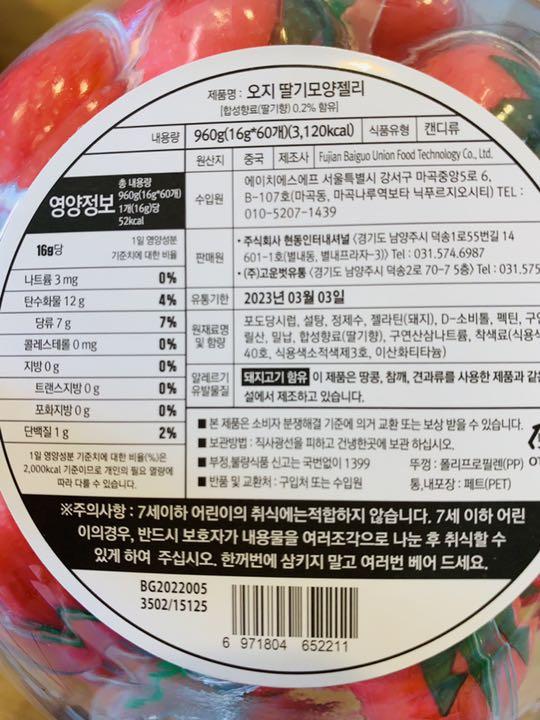 제품명 : 오지 딸기모양젤리
[합성향료(딸기향) 0.2% 함유]
내용량 960g(16g*60개)(3,120kcal) 식품유형 캔디류
원산지 중국 제조사 Fujian Baiguo Union Food Technology Co., Ltd.
수입원 에이치에스에프 서울특별시 강서구 마곡중앙5로 6,
B-107호(마곡동, 마곡나루역보타닉푸르지오시티) TEL :
010-5207-1439
판매원 • 주식회사 현동인터내셔널 <경기도 남양주시 덕송1로55번길 14
601-1호(별내동, 별내프라자-3)> Tel : 031.574.6987
• (주)고운벗유통 <경기도 남양주시 덕송2로 10-7 5층> Tel : 031.575
유통기한 2023년 03월 03일
원재료명 및 함량 포도당시럽, 설탕, 정제수, 젤라틴(돼지), D-소비톨, 펙틴, 구연
릴산, 밀납, 합성향료(딸기향), 구연산삼나트륨, 착색료(식용색
40호, 식용색소적색제3호, 이산화티타늄)
알레르기 유발물질 돼지고기 함유 이 제품은 땅콩, 참깨, 견과류를 사용한 제품과 같은
설에서 제조하고 있습니다.
영양정보
총 내용량
960g(16g*60개)
1개(16g)당
52kcal
16g당 1일 영양성분
기준치에 대한 비율
나트륨 3 mg 0%
탄수화물 12 g 4%
당류 7 g 7%
콜레스테롤 0 mg 0%
지방 0 g 0%
트랜스지방 0 g 0%
포화지방 0 g 0%
단백질 1 g 2%
1일 영양성분 기준치에 대한 비율(%)은
2,000kcal 기준이므로 개인의 필요 열량에
따라 다를 수 있습니다.
■ 본 제품은 소비자 분쟁해결 기준에 의거 교환 또는 보상 받을 수 있습니다.
■ 보관방법 : 직사광선을 피하고 건냉한곳에 보관 하십시오.
■ 부정,불량식품 신고는 국번없이 1399 뚜껑 : 폴리프로필렌(PP)
■ 반품 및 교환처 : 구입처 또는 수입원 통,내포장 : 페트(PET)
※주의사항 : 7세이하 어린이의 취식에는적합하지 않습니다. 7세 이하 어린
이의경우, 반드시 보호자가 내용물을 여러조각으로 나눈 후 취식할 수
있게 하여 주십시오. 한꺼번에 삼키지 말고 여러번 베어 드세요.
BG2022005
3502/15125
6 971804 652211